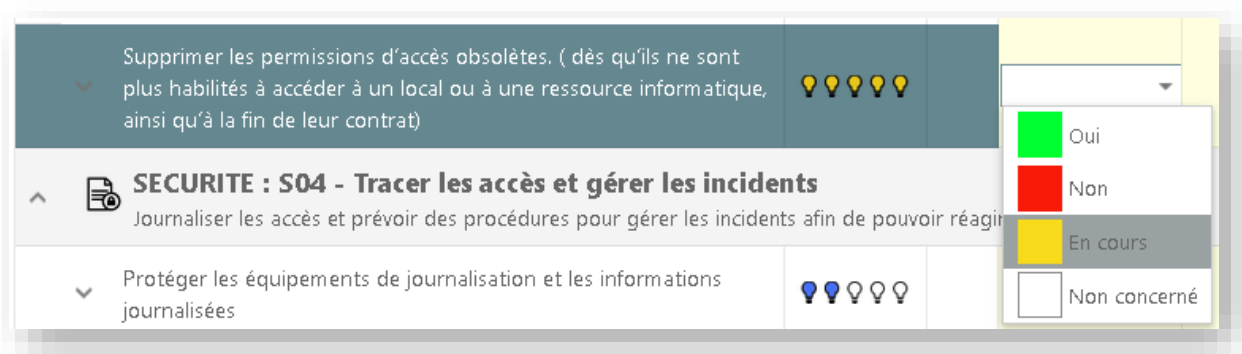 Supprimer les permissions d'accès obsolètes. ( dès qu'ils ne sont
plus habilités à accéder à un local ou à une ressource informatique,
ainsi qu'à la fin de leur contrat)
Oui
SECURITE : S04 - Tracer les accès et gérer les incidents
Non
Journaliser les accès et prévoir des procédures pour gérer les incidents afin de pouvoir réagir
En cours
Protéger les équipements de journalisation et les informations
journalisées
Non concerné